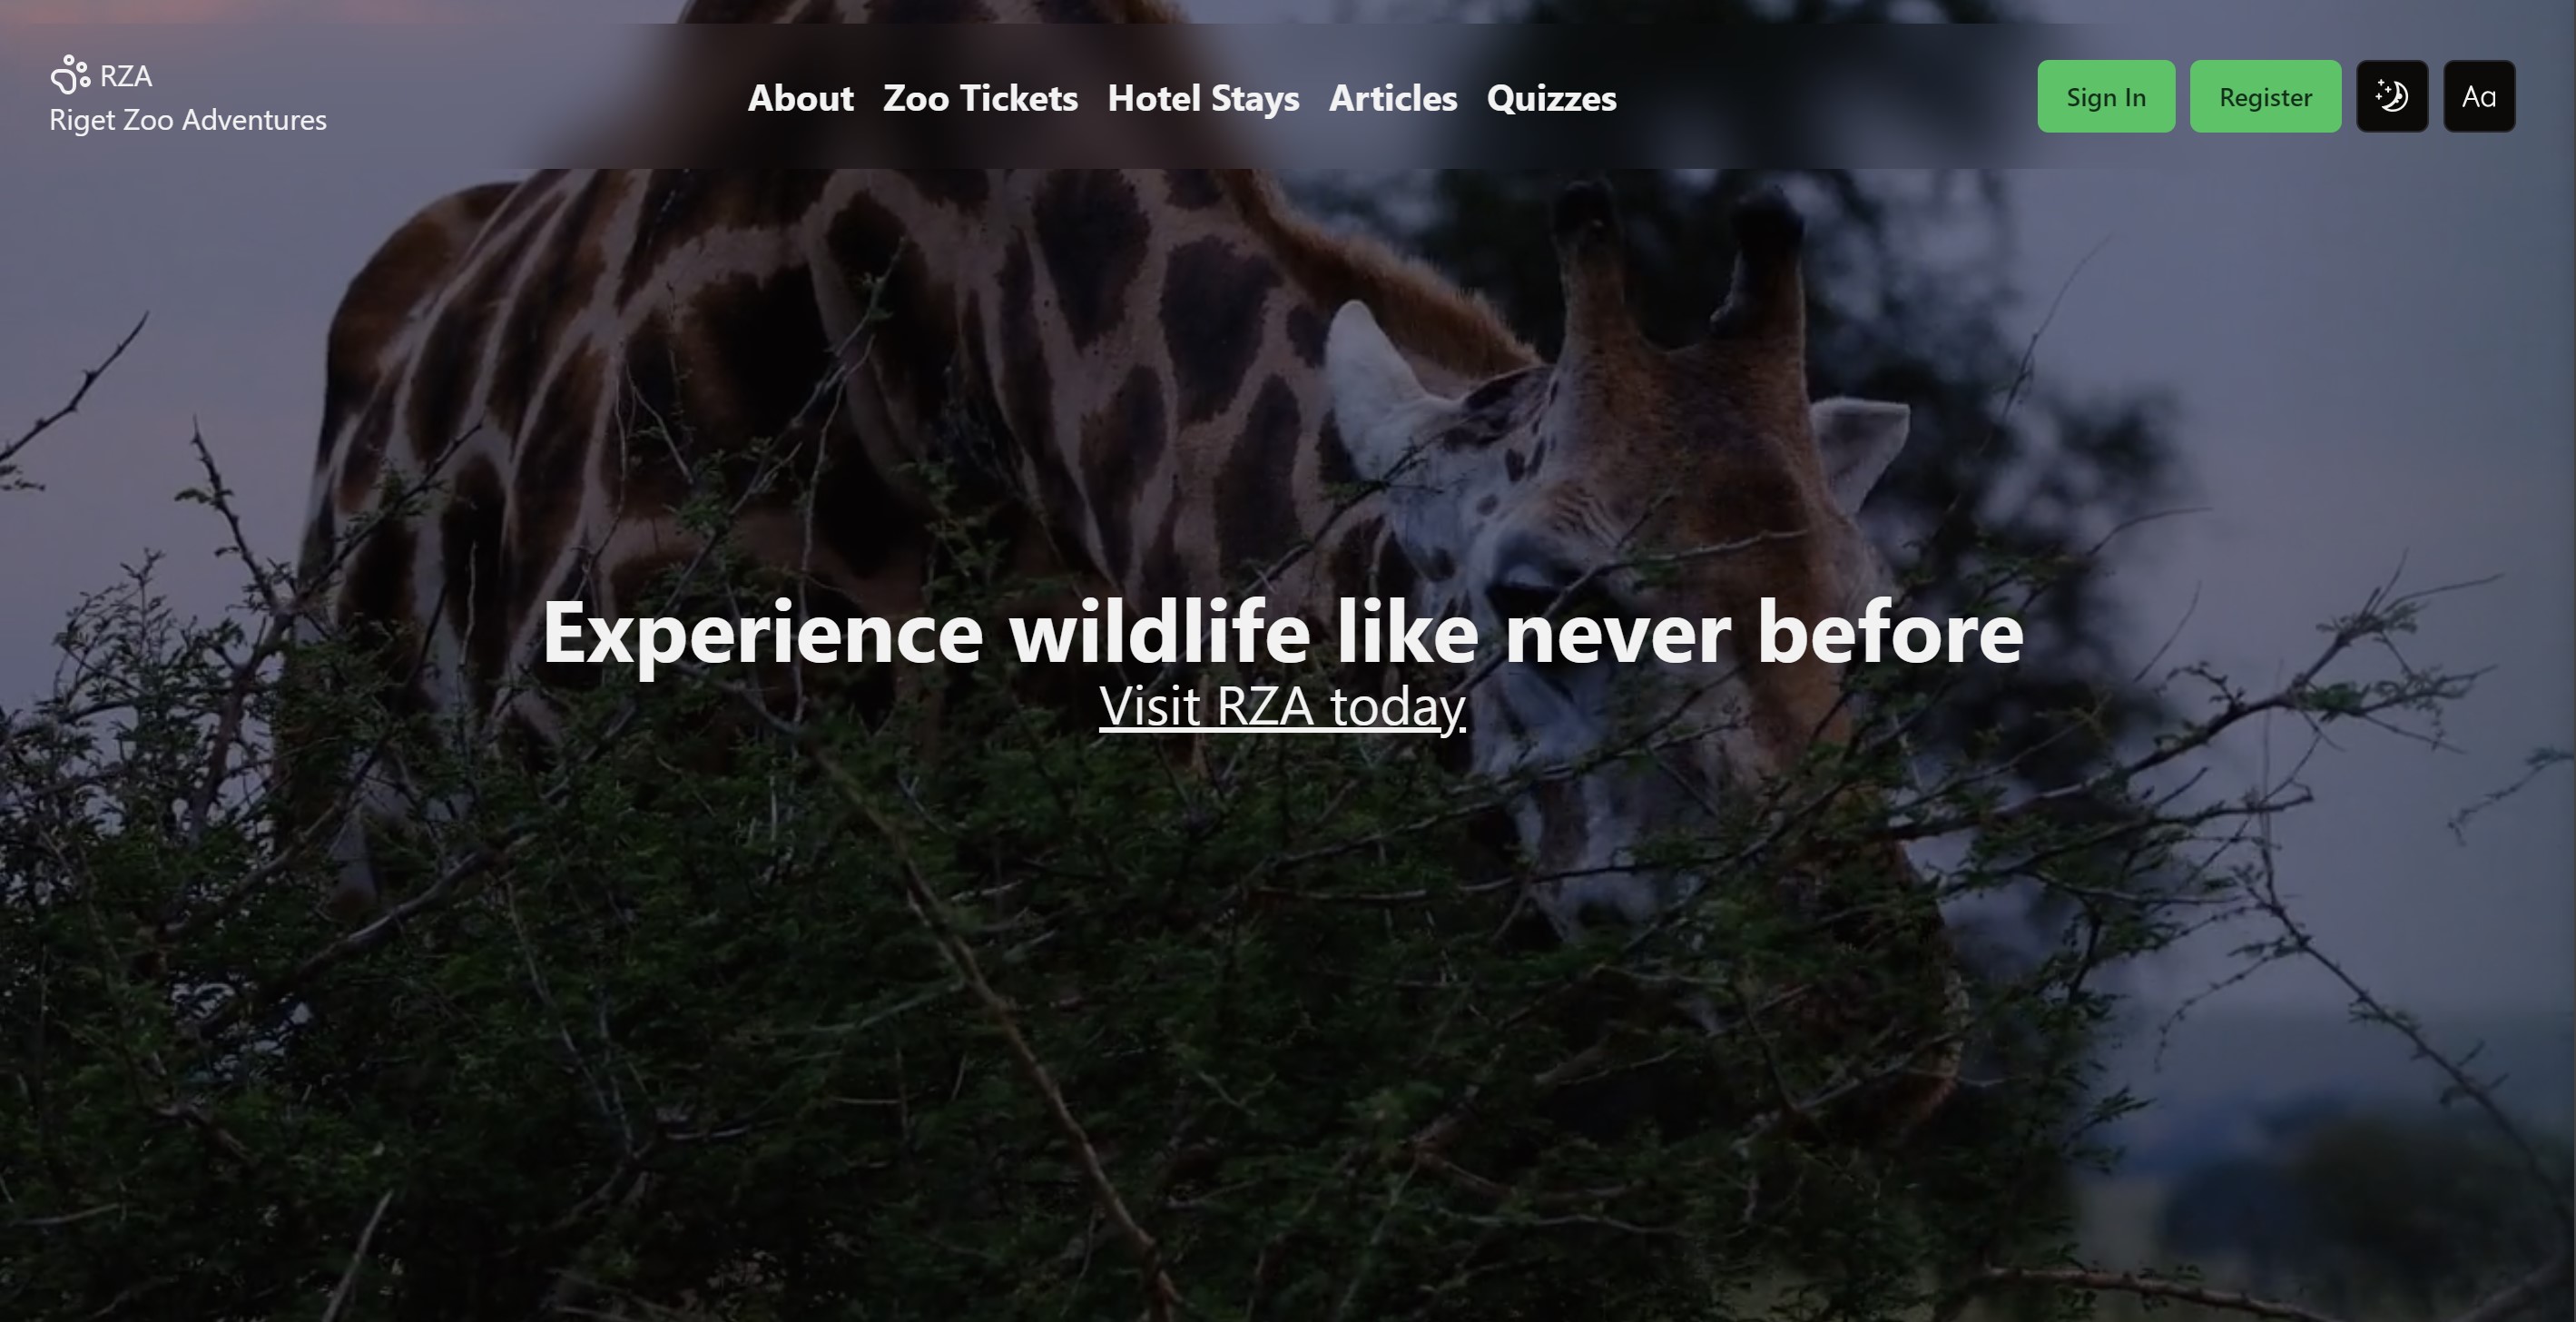 RZA
Riget Zoo Adventures
About Zoo Tickets Hotel Stays Articles Quizzes
Sign In Register Aa
Experience wildlife like never before
Visit RZA today